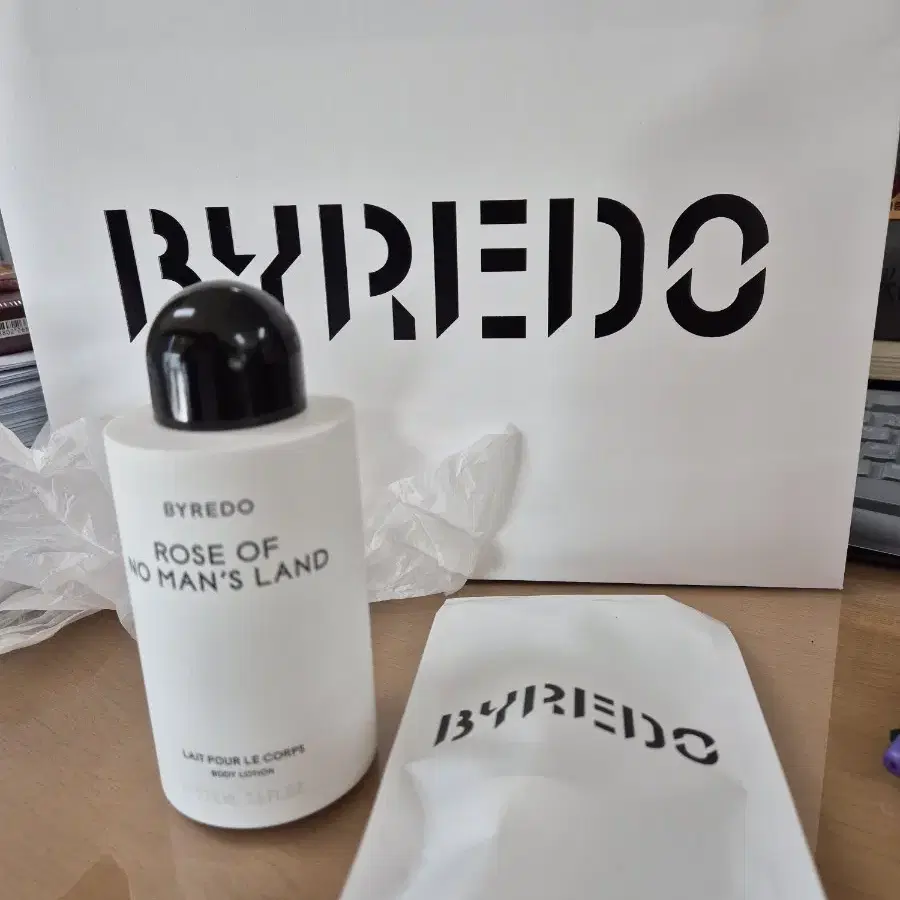 BYREDO
BYREDO
ROSE OF
NO MAN'S LAND
LAIT POUR LE CORPS
BODY LOTION
BYREDO